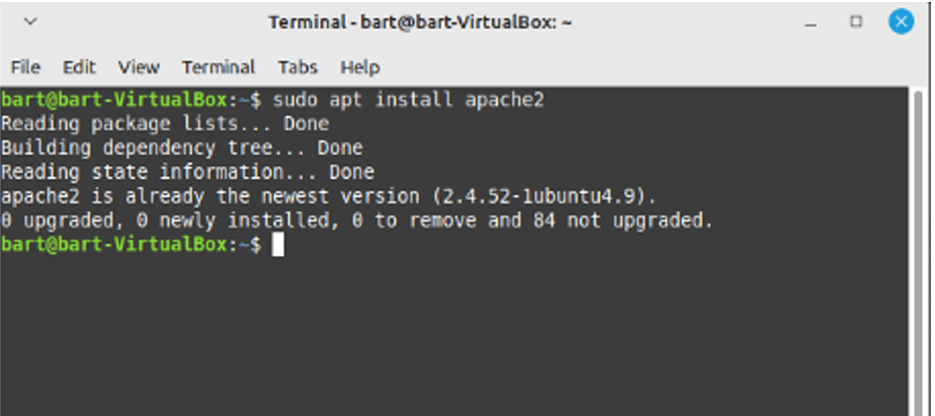 Terminal - bart@bart-VirtualBox: ~
File Edit View Terminal Tabs Help
bart@bart-VirtualBox:~$ sudo apt install apache2
Reading package lists... Done
Building dependency tree... Done
Reading state information... Done
apache2 is already the newest version (2.4.52-1ubuntu4.9).
0 upgraded, 0 newly installed, 0 to remove and 84 not upgraded.
bart@bart-VirtualBox:~$